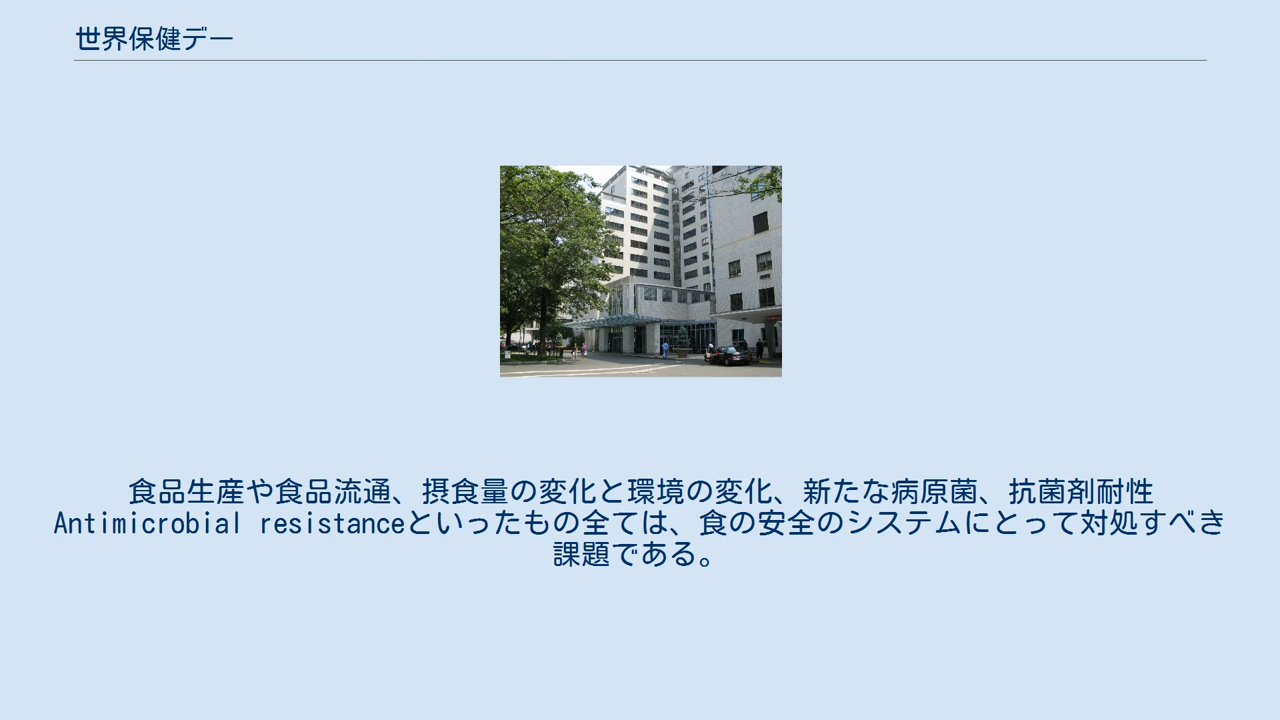 世界保健デー
食品生産や食品流通、摂食量の変化と環境の変化、新たな病原菌、抗菌剤耐性
Antimicrobial resistanceといったもの全ては、食の安全のシステムにとって対処すべき
課題である。